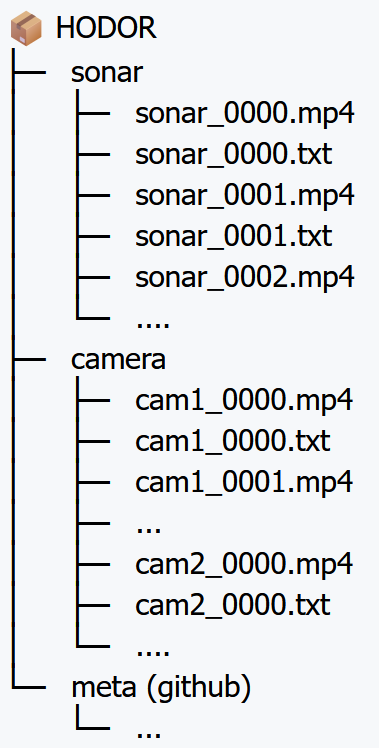 HODOR
sonar
sonar_0000.mp4
sonar_0000.txt
sonar_0001.mp4
sonar_0001.txt
sonar_0002.mp4
....
camera
cam1_0000.mp4
cam1_0000.txt
cam1_0001.mp4
...
cam2_0000.mp4
cam2_0000.txt
....
meta (github)
...